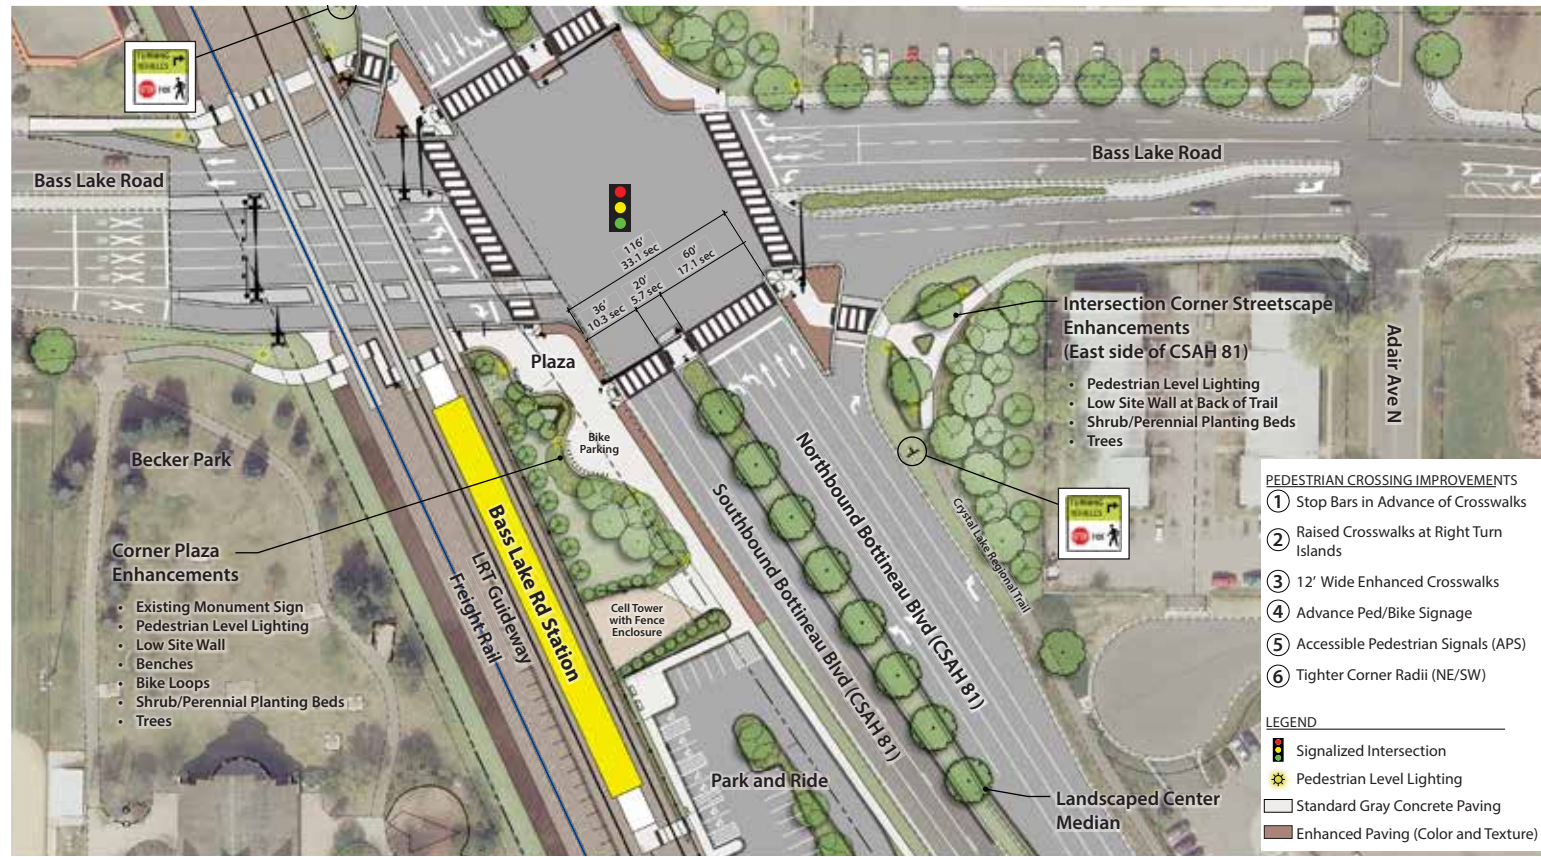 TURNING
VEHICLES
STOP FOR
Bass Lake Road
Bass Lake Road
116'
33.1 sec
60'
17.1 sec
20'
5.7 sec
36'
10.3 sec
Intersection Corner Streetscape
Enhancements
(East side of CSAH 81)
• Pedestrian Level Lighting
• Low Site Wall at Back of Trail
• Shrub/Perennial Planting Beds
• Trees
Adair Ave N
Plaza
Bike
Parking
Becker Park
Corner Plaza
Enhancements
• Existing Monument Sign
• Pedestrian Level Lighting
• Low Site Wall
• Benches
• Bike Loops
• Shrub/Perennial Planting Beds
• Trees
Freight Rail
LRT Guideway
Bass Lake Rd Station
Cell Tower
with Fence
Enclosure
Southbound Bottineau Blvd (CSAH 81)
Northbound Bottineau Blvd (CSAH 81)
Crystal Lake Regional Trail
TURNING
VEHICLES
STOP FOR
Park and Ride
Landscaped Center
Median
PEDESTRIAN CROSSING IMPROVEMENTS
1 Stop Bars in Advance of Crosswalks
2 Raised Crosswalks at Right Turn
Islands
3 12' Wide Enhanced Crosswalks
4 Advance Ped/Bike Signage
5 Accessible Pedestrian Signals (APS)
6 Tighter Corner Radii (NE/SW)
LEGEND
Signalized Intersection
Pedestrian Level Lighting
Standard Gray Concrete Paving
Enhanced Paving (Color and Texture)